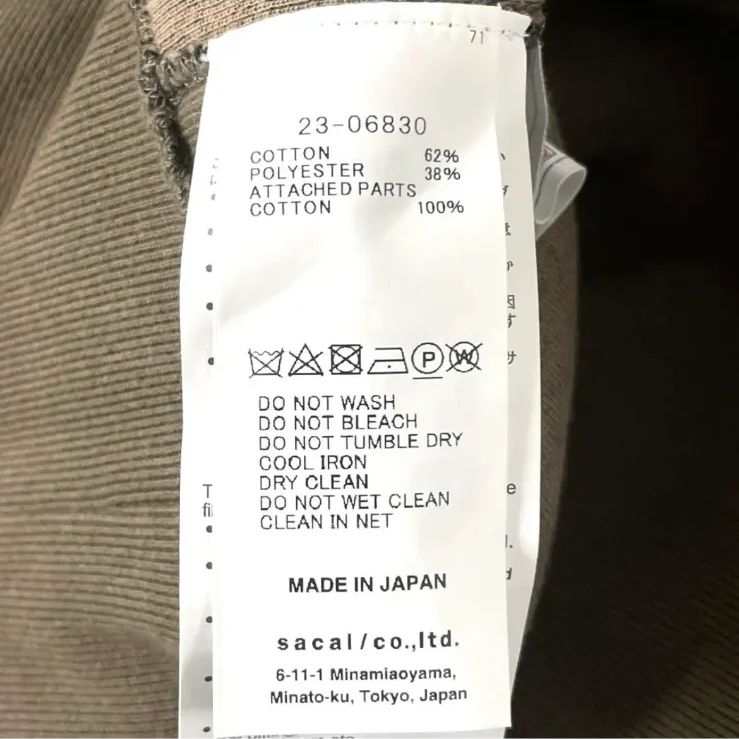 71
23-06830
COTTON 62%
POLYESTER 38%
ATTACHED PARTS
COTTON 100%
P W
DO NOT WASH
DO NOT BLEACH
DO NOT TUMBLE DRY
COOL IRON
DRY CLEAN
DO NOT WET CLEAN
CLEAN IN NET
MADE IN JAPAN
sacai/co.,ltd.
6-11-1 Minamiaoyama,
Minato-ku, Tokyo, Japan